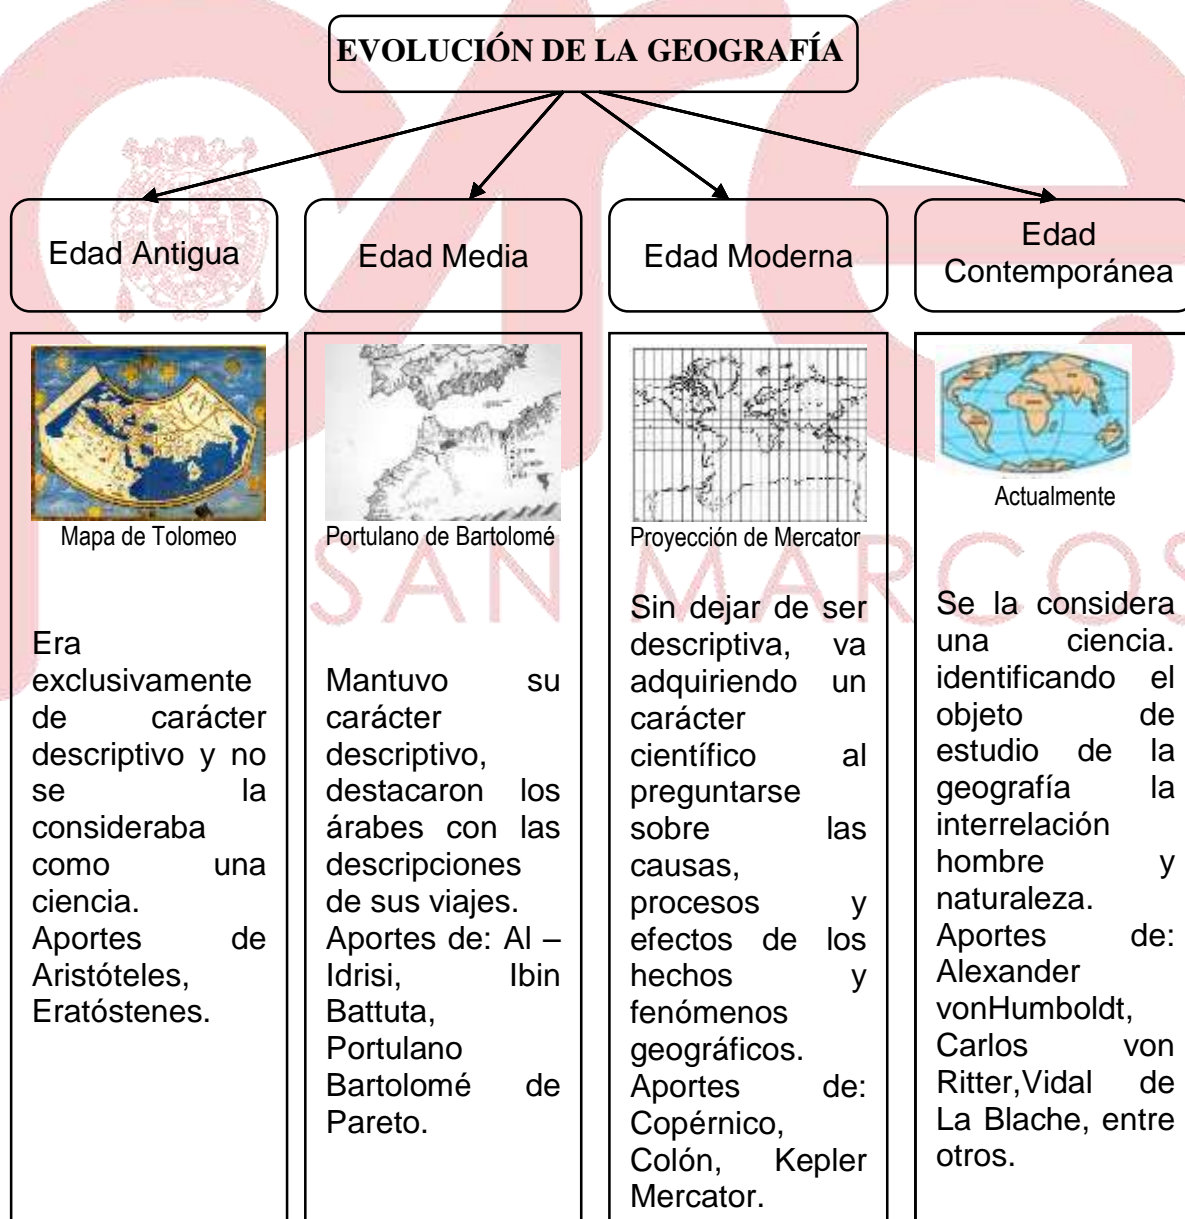 EVOLUCIÓN DE LA GEOGRAFÍA
Edad Antigua
Edad Media
Edad Moderna
Edad
Contemporánea
Mapa de Tolomeo
Era
exclusivamente
de carácter
descriptivo y no
se la
consideraba
como una
ciencia.
Aportes de
Aristóteles,
Eratóstenes.
Portulano de Bartolomé
Mantuvo su
carácter
descriptivo,
destacaron los
árabes con las
descripciones
de sus viajes.
Aportes de: Al –
Idrisi, Ibin
Battuta,
Portulano
Bartolomé de
Pareto.
Proyección de Mercator
Sin dejar de ser
descriptiva, va
adquiriendo un
carácter
científico al
preguntarse
sobre las
causas,
procesos y
efectos de los
hechos y
fenómenos
geográficos.
Aportes de:
Copérnico,
Colón, Kepler
Mercator.
Actualmente
Se la considera
una ciencia.
identificando el
objeto de
estudio de la
geografía la
interrelación
hombre y
naturaleza.
Aportes de:
Alexander
vonHumboldt,
Carlos von
Ritter,Vidal de
La Blache, entre
otros.
SAN MARCOS